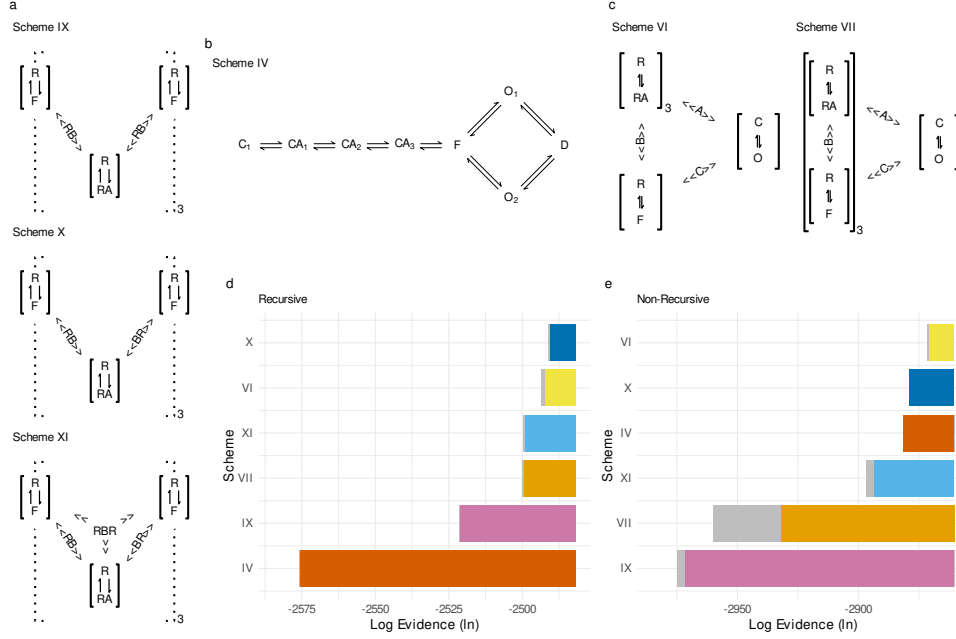 a
Scheme IX
R
F
R
F
<<RB>>
<<RB>>
R
RA
3
Scheme X
R
F
R
F
<<RB>>
<<BR>>
R
RA
3
Scheme XI
R
F
R
F
<<RB>>
<< >>
RBR
>>
<<BR>>
R
RA
3
b
Scheme IV
C1 CA1 CA2 CA3 F O1 D
O2
c
Scheme VI
R
RA
3
<<A>>
<<B>>
C
O
<<C>>
R
F
Scheme VII
R
RA
<<A>>
<<B>>
C
O
<<C>>
R
F
3
d
Recursive
Scheme
X
VI
XI
VII
IX
IV
-2575 -2550 -2525 -2500
Log Evidence (ln)
e
Non-Recursive
Scheme
VI
X
IV
XI
VII
IX
-2950 -2900
Log Evidence (ln)